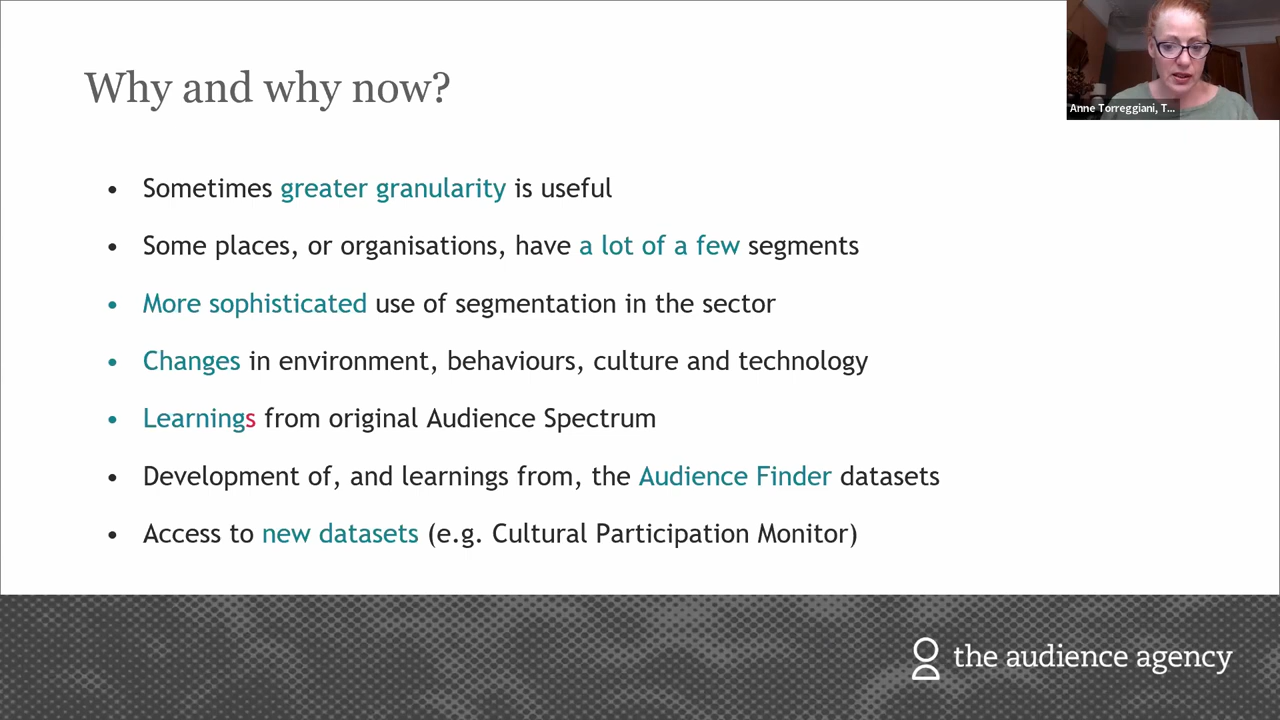 Why and why now?
Anne Torreggiani, T...
• Sometimes greater granularity is useful
• Some places, or organisations, have a lot of a few segments
• More sophisticated use of segmentation in the sector
• Changes in environment, behaviours, culture and technology
• Learnings from original Audience Spectrum
• Development of, and learnings from, the Audience Finder datasets
• Access to new datasets (e.g. Cultural Participation Monitor)
the audience agency